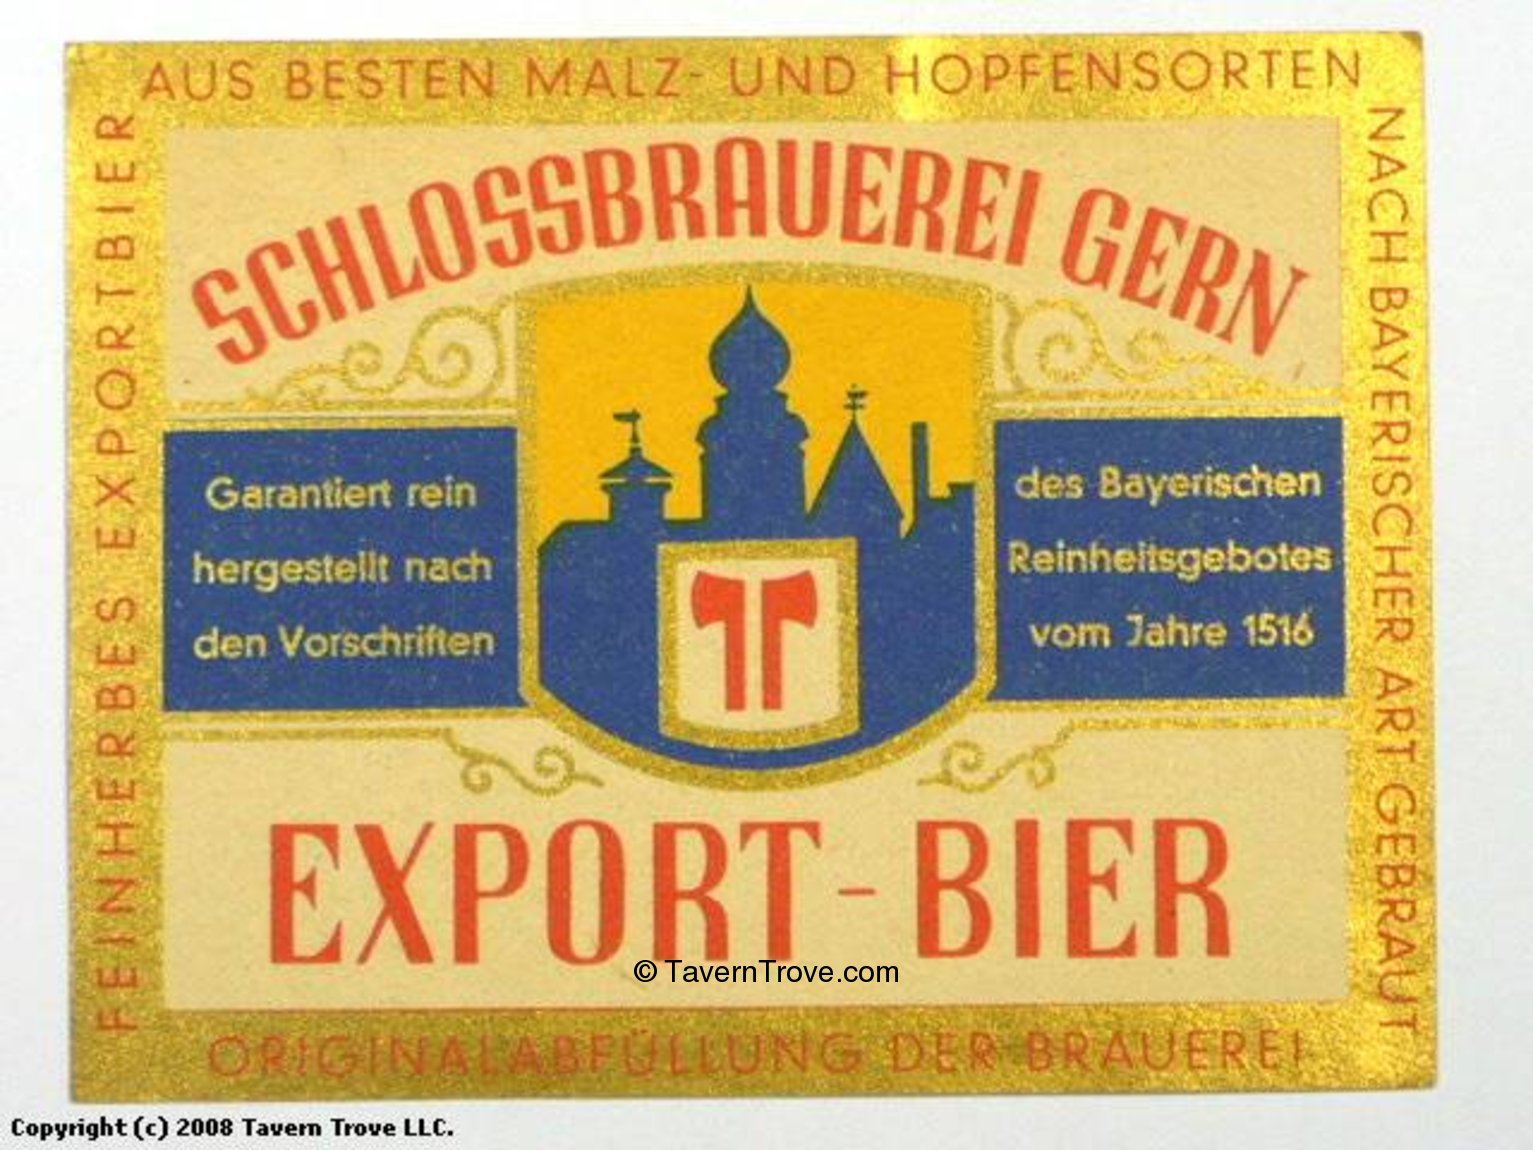 AUS BESTEN MALZ- UND HOPFENSORTEN
FEINHERBES EXPORTBIER
NACH BAYERISCHER ART GEBRAUT
SCHLOSSBRAUEREI GERN
Garantiert rein
hergestellt nach
den Vorschriften
des Bayerischen
Reinheitsgebotes
vom Jahre 1516
EXPORT-BIER
© TavernTrove.com
ORIGINALABFÜLLUNG DER BRAUEREI
Copyright (c) 2008 Tavern Trove LLC.